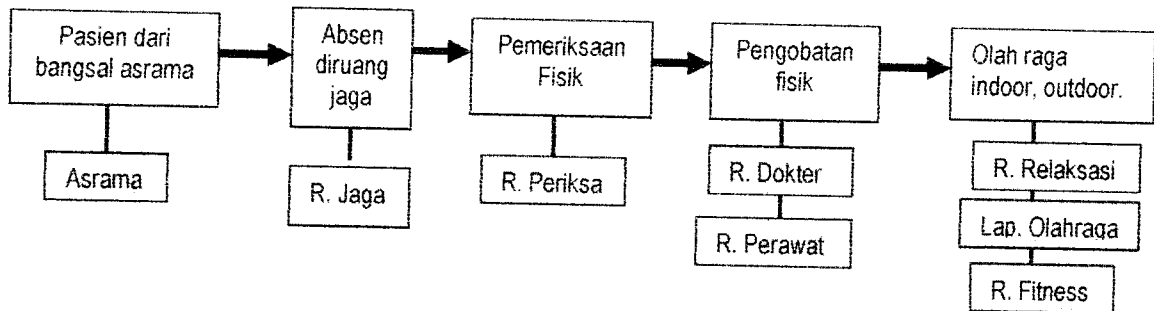 Pasien dari
bangsal asrama
Absen
diruang
jaga
Pemeriksaan
Fisik
Pengobatan
fisik
Olah raga
indoor, outdoor.
Asrama
R. Jaga
R. Periksa
R. Dokter
R. Perawat
R. Relaksasi
Lap. Olahraga
R. Fitness